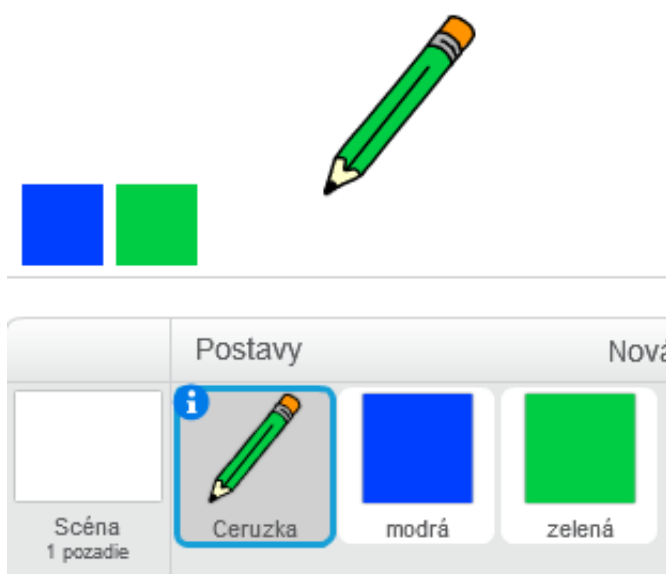 Postavy
Nová
i
Ceruzka
modrá
zelená
Scéna
1 pozadie